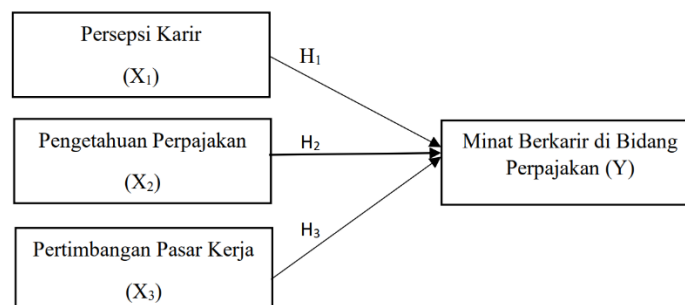 Persepsi Karir
(X₁)
H₁
Pengetahuan Perpajakan
(X₂)
H₂
Minat Berkarir di Bidang
Perpajakan (Y)
H₃
Pertimbangan Pasar Kerja
(X₃)